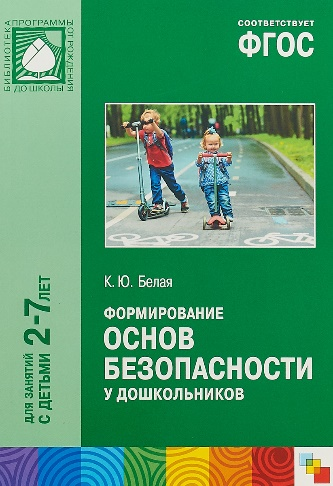 БИБЛИОТЕКА
ПРОГРАММЫ
ОТ РОЖДЕНИЯ
ДО ШКОЛЫ
СООТВЕТСТВУЕТ
ФГОС
К. Ю. Белая
ФОРМИРОВАНИЕ
ОСНОВ
БЕЗОПАСНОСТИ
У ДОШКОЛЬНИКОВ
ДЛЯ ЗАНЯТИЙ
С ДЕТЬМИ 2-7 ЛЕТ